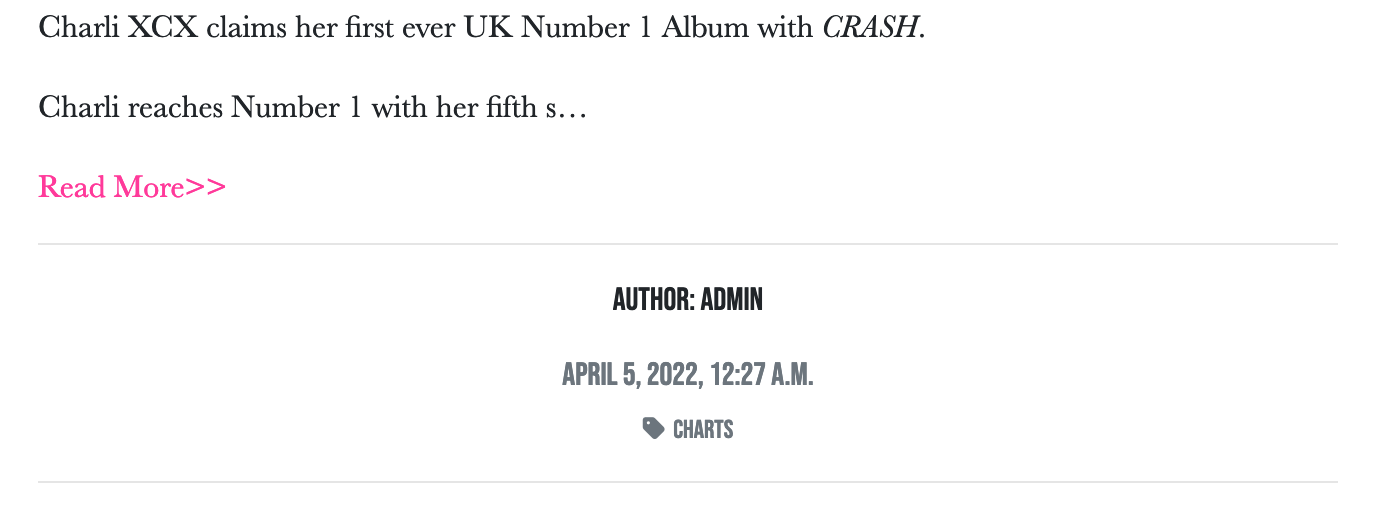 Charli XCX claims her first ever UK Number 1 Album with CRASH.
Charli reaches Number 1 with her fifth s…
Read More>>
AUTHOR: ADMIN
APRIL 5, 2022, 12:27 A.M.
CHARTS